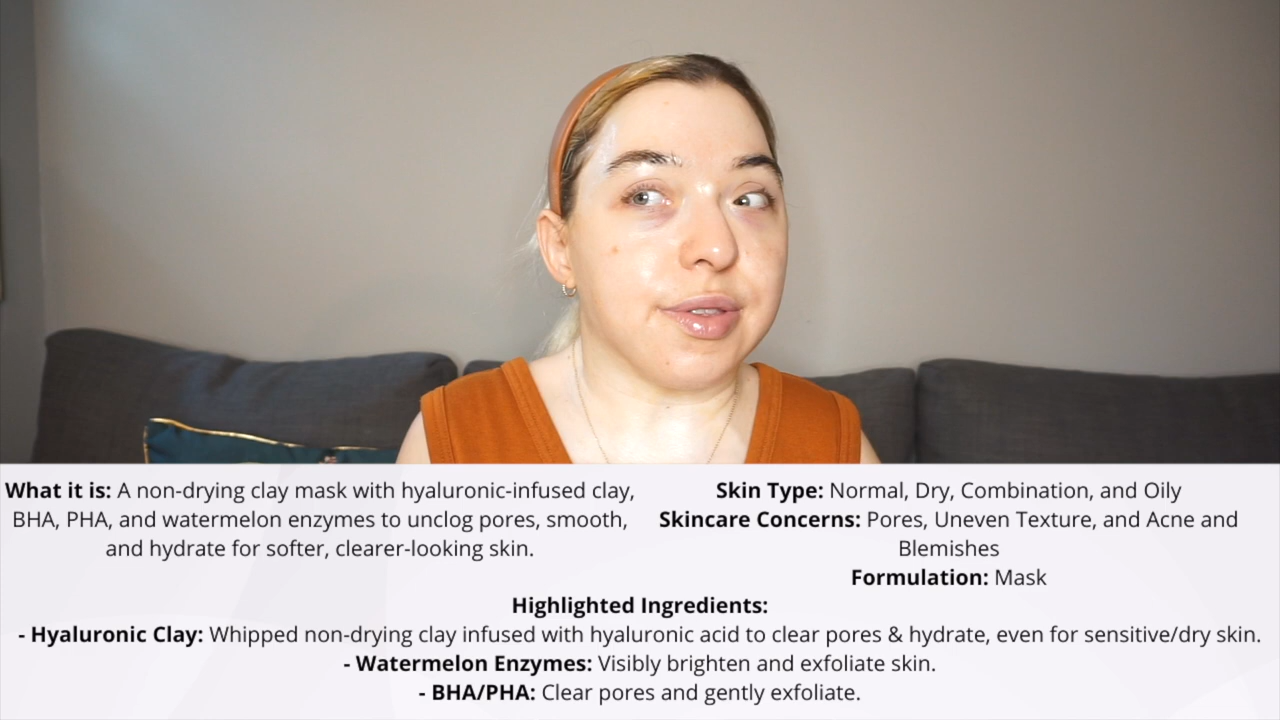 What it is: A non-drying clay mask with hyaluronic-infused clay,
BHA, PHA, and watermelon enzymes to unclog pores, smooth,
and hydrate for softer, clearer-looking skin.
Skin Type: Normal, Dry, Combination, and Oily
Skincare Concerns: Pores, Uneven Texture, and Acne and
Blemishes
Formulation: Mask
Highlighted Ingredients:
- Hyaluronic Clay: Whipped non-drying clay infused with hyaluronic acid to clear pores & hydrate, even for sensitive/dry skin.
- Watermelon Enzymes: Visibly brighten and exfoliate skin.
- BHA/PHA: Clear pores and gently exfoliate.